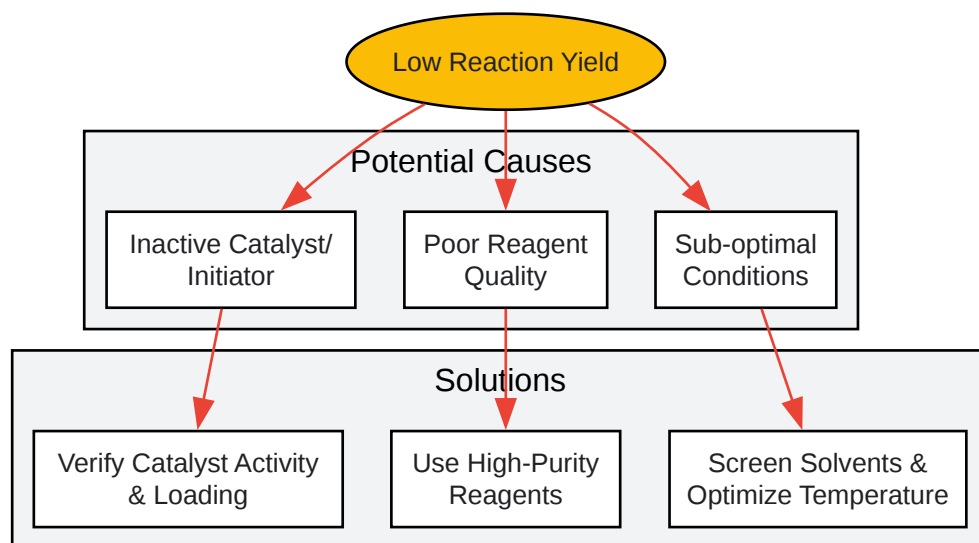 Low Reaction Yield
Potential Causes
Inactive Catalyst/
Initiator
Poor Reagent
Quality
Sub-optimal
Conditions
Solutions
Verify Catalyst Activity
& Loading
Use High-Purity
Reagents
Screen Solvents &
Optimize Temperature